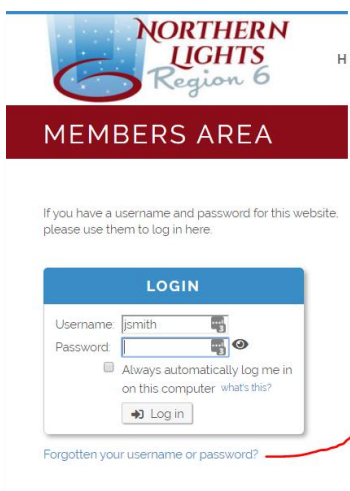 NORTHERN
LIGHTS
Region 6
H
MEMBERS AREA
If you have a username and password for this website,
please use them to log in here.
LOGIN
Username: jsmith
Password:
Always automatically log me in
on this computer what's this?
Log in
Forgotten your username or password?